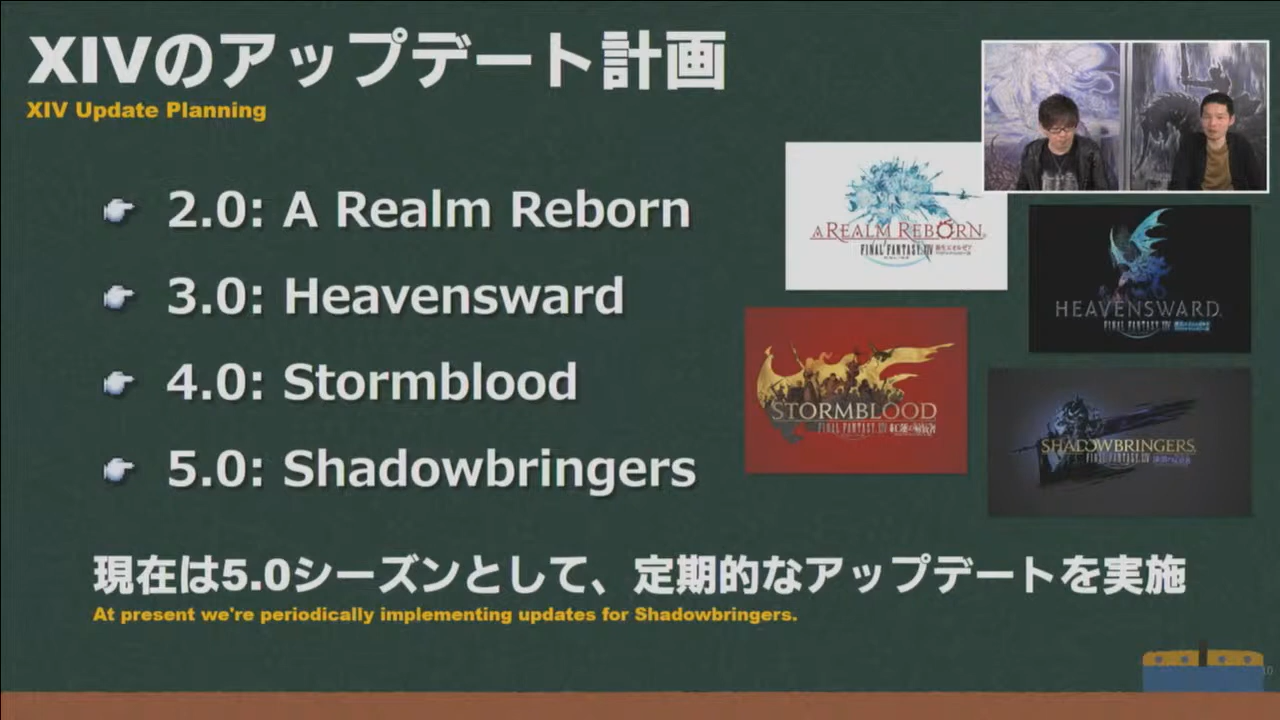 XIVのアップデート計画
XIV Update Planning
2.0: A Realm Reborn
3.0: Heavensward
4.0: Stormblood
5.0: Shadowbringers
A REALM REBORN
FINAL FANTASY XIV
HEAVENSWARD
FINAL FANTASY XIV
STORMBLOOD
FINAL FANTASY XIV
SHADOWBRINGERS
FINAL FANTASY XIV
現在は5.0シーズンとして、定期的なアップデートを実施
At present we're periodically implementing updates for Shadowbringers.